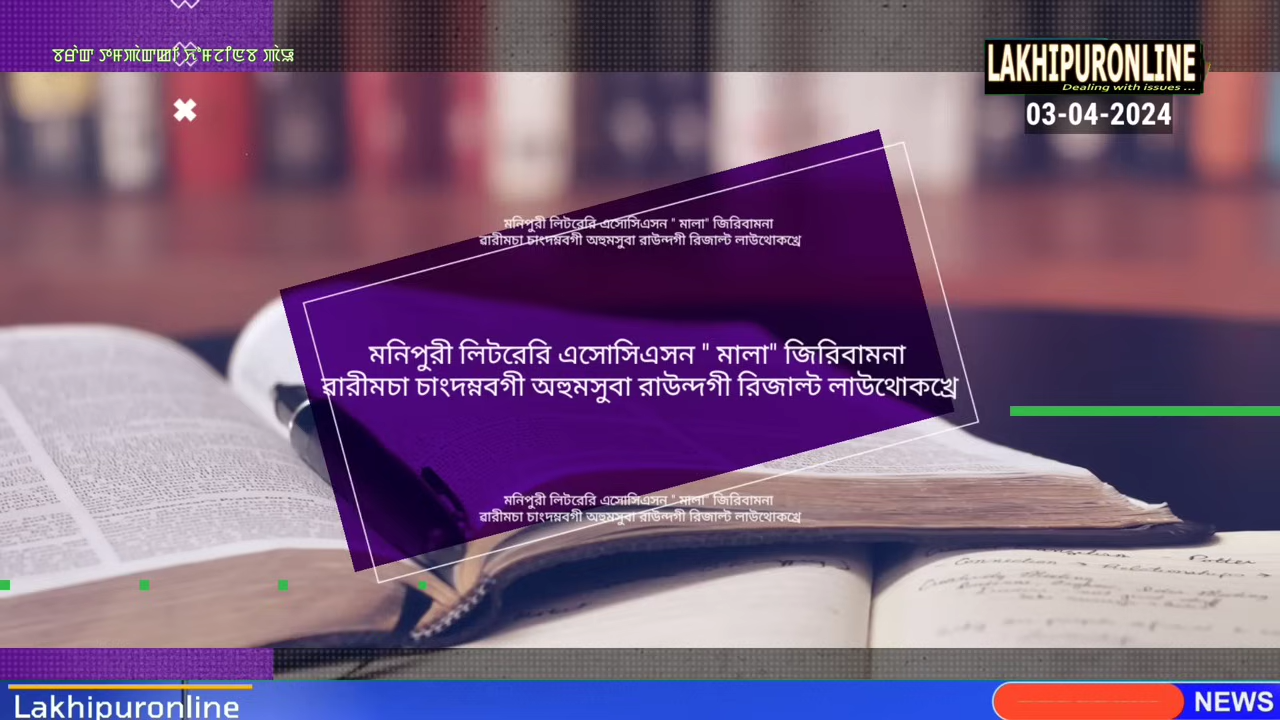 LAKHIPURONLINE
Dealing with issues ...
03-04-2024
মনিপুরী লিটরেরি এসোসিএসন " মালা" জিরিবামনা
ৱারীমচা চাংদম্নবগী অহুমসুবা রাউন্দগী রিজাল্ট লাউথোকখ্রে
মনিপুরী লিটরেরি এসোসিএসন " মালা" জিরিবামনা
ৱারীমচা চাংদম্নবগী অহুমসুবা রাউন্দগী রিজাল্ট লাউথোকখ্রে
মনিপুরী লিটরেরি এসোসিএসন " মালা" জিরিবামনা
ৱারীমচা চাংদম্নবগী অহুমসুবা রাউন্দগী রিজাল্ট লাউথোকখ্রে
Lakhipuronline
NEWS